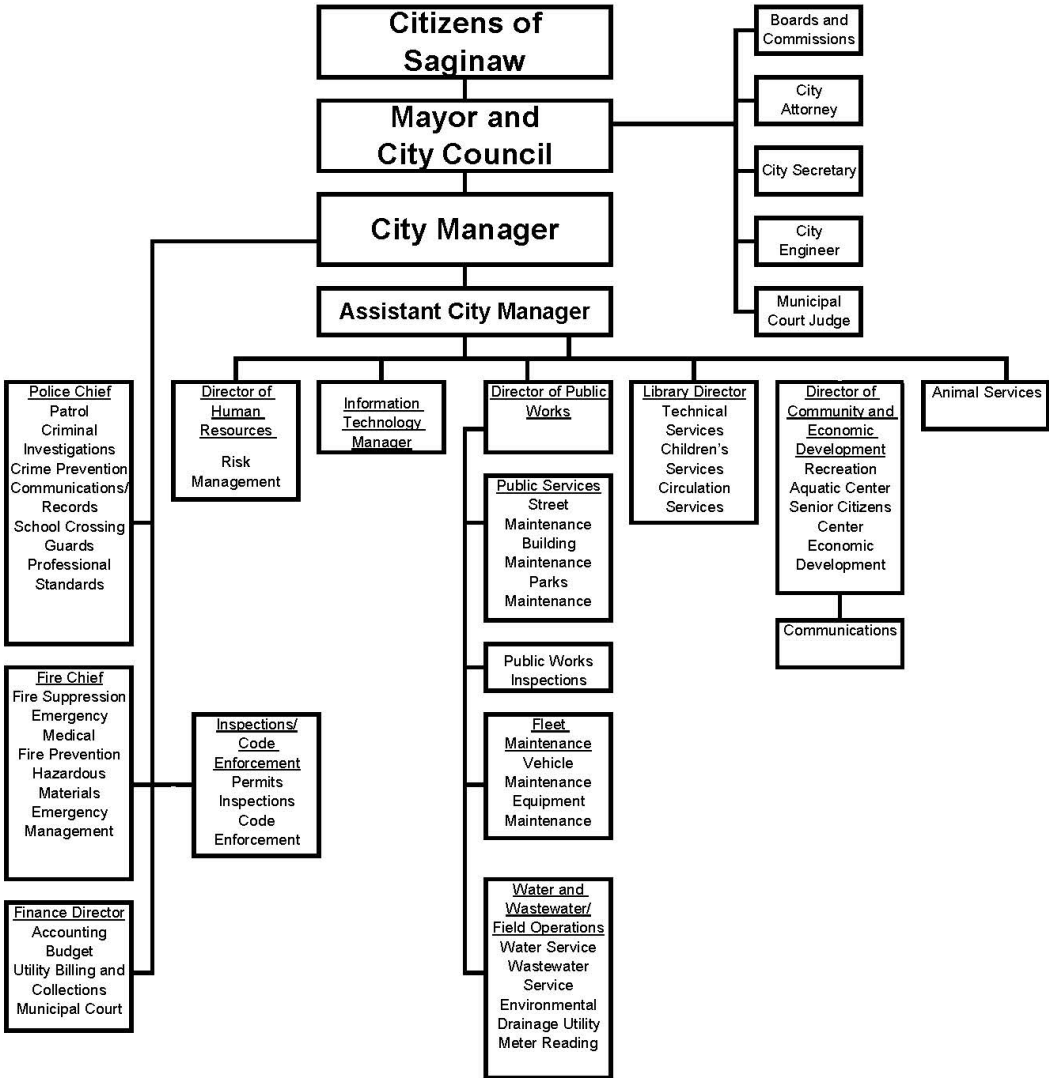 Citizens of
Saginaw
Boards and
Commissions
Mayor and
City Council
City
Attorney
City Secretary
City Manager
City
Engineer
Assistant City Manager
Municipal
Court Judge
Police Chief
Patrol
Criminal
Investigations
Crime Prevention
Communications/
Records
School Crossing
Guards
Professional
Standards
Director of
Human
Resources
Risk
Management
Information
Technology
Manager
Director of Public
Works
Library Director
Technical
Services
Children's
Services
Circulation
Services
Director of
Community and
Economic
Development
Recreation
Aquatic Center
Senior Citizens
Center
Economic
Development
Animal Services
Public Services
Street
Maintenance
Building
Maintenance
Parks
Maintenance
Communications
Fire Chief
Fire Suppression
Emergency
Medical
Fire Prevention
Hazardous
Materials
Emergency
Management
Inspections/
Code
Enforcement
Permits
Inspections
Code
Enforcement
Public Works
Inspections
Fleet
Maintenance
Vehicle
Maintenance
Equipment
Maintenance
Finance Director
Accounting
Budget
Utility Billing and
Collections
Municipal Court
Water and
Wastewater/
Field Operations
Water Service
Wastewater
Service
Environmental
Drainage Utility
Meter Reading